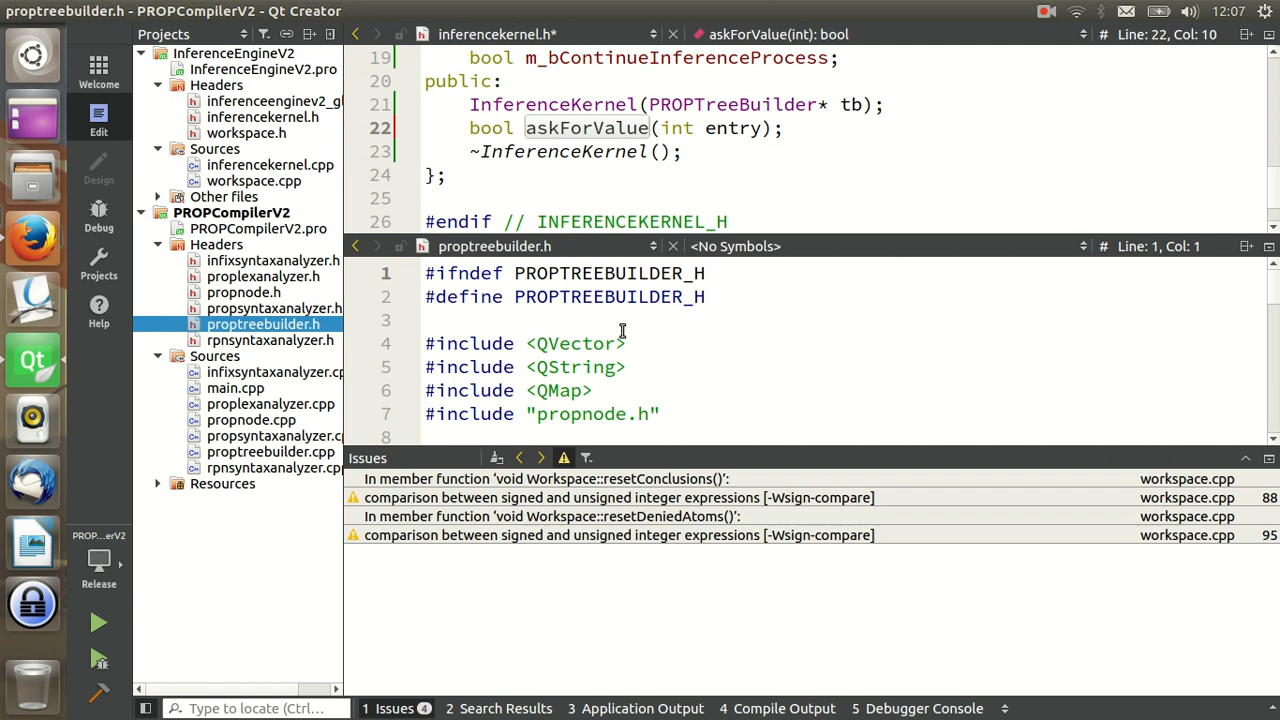 proptreebuilder.h - PROPCompilerV2 - Qt Creator
12:07
Projects
inferencekernel.h*
askForValue(int): bool
# Line: 22, Col: 10
Welcome
Edit
Design
Debug
Projects
Help
PROP...erV2
Release
InferenceEngineV2
InferenceEngineV2.pro
Headers
inferenceenginev2_gl
inferencekernel.h
workspace.h
Sources
inferencekernel.cpp
workspace.cpp
Other files
PROPCompilerV2
PROPCompilerV2.pro
Headers
infixsyntaxanalyzer.h
proplexanalyzer.h
propnode.h
propsyntaxanalyzer.h
proptreebuilder.h
rpnsyntaxanalyzer.h
Sources
infixsyntaxanalyzer.c
main.cpp
proplexanalyzer.cpp
propnode.cpp
propsyntaxanalyzer.c
proptreebuilder.cpp
rpnsyntaxanalyzer.cp
Resources
19 bool m_bContinueInferenceProcess;
20 public:
21 InferenceKernel(PROPTreeBuilder* tb);
22 bool askForValue(int entry);
23 ~InferenceKernel();
24 };
25
26 #endif // INFERENCEKERNEL_H
proptreebuilder.h
<No Symbols>
# Line: 1, Col: 1
1 #ifndef PROPTREEBUILDER_H
2 #define PROPTREEBUILDER_H
3
4 #include <QVector>
5 #include <QString>
6 #include <QMap>
7 #include "propnode.h"
8
Issues
In member function ‘void Workspace::resetConclusions()’: workspace.cpp
comparison between signed and unsigned integer expressions [-Wsign-compare] workspace.cpp 88
In member function ‘void Workspace::resetDeniedAtoms()’: workspace.cpp
comparison between signed and unsigned integer expressions [-Wsign-compare] workspace.cpp 95
Type to locate (Ctrl...
1 Issues 4
2 Search Results
3 Application Output
4 Compile Output
5 Debugger Console